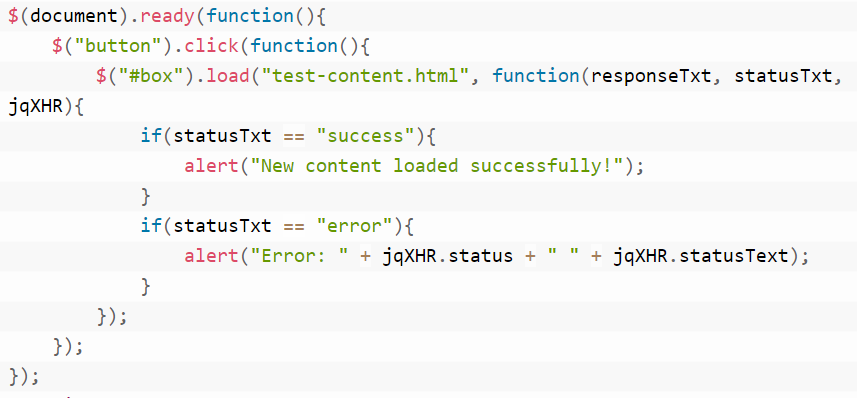 $(document).ready(function(){
    $("button").click(function(){
        $("#box").load("test-content.html", function(responseTxt, statusTxt,
jqXHR){
            if(statusTxt == "success"){
                alert("New content loaded successfully!");
            }
            if(statusTxt == "error"){
                alert("Error: " + jqXHR.status + " " + jqXHR.statusText);
            }
        });
    });
});